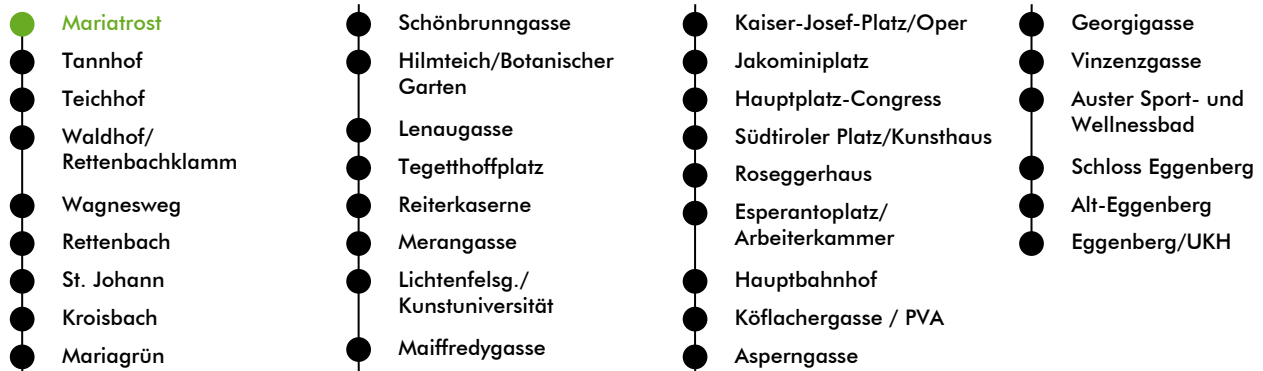 Mariatrost
Tannhof
Teichhof
Waldhof/
Rettenbachklamm
Wagnesweg
Rettenbach
St. Johann
Kroisbach
Mariagrün
Schönbrunngasse
Hilmteich/Botanischer
Garten
Lenaugasse
Tegetthoffplatz
Reiterkaserne
Merangasse
Lichtenfelsg./
Kunstuniversität
Maiffredygasse
Kaiser-Josef-Platz/Oper
Jakominiplatz
Hauptplatz-Congress
Südtiroler Platz/Kunsthaus
Roseggerhaus
Esperantoplatz/
Arbeiterkammer
Hauptbahnhof
Köflachergasse / PVA
Asperngasse
Georgigasse
Vinzenzgasse
Auster Sport- und
Wellnessbad
Schloss Eggenberg
Alt-Eggenberg
Eggenberg/UKH